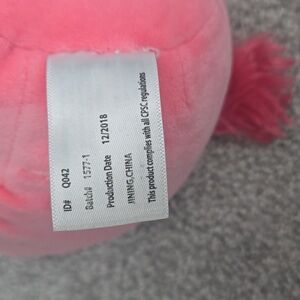 ID# Q042
Batch# 1577-1
Production Date 12/2018
JINING,CHINA
This product complies with all CPSC regulations